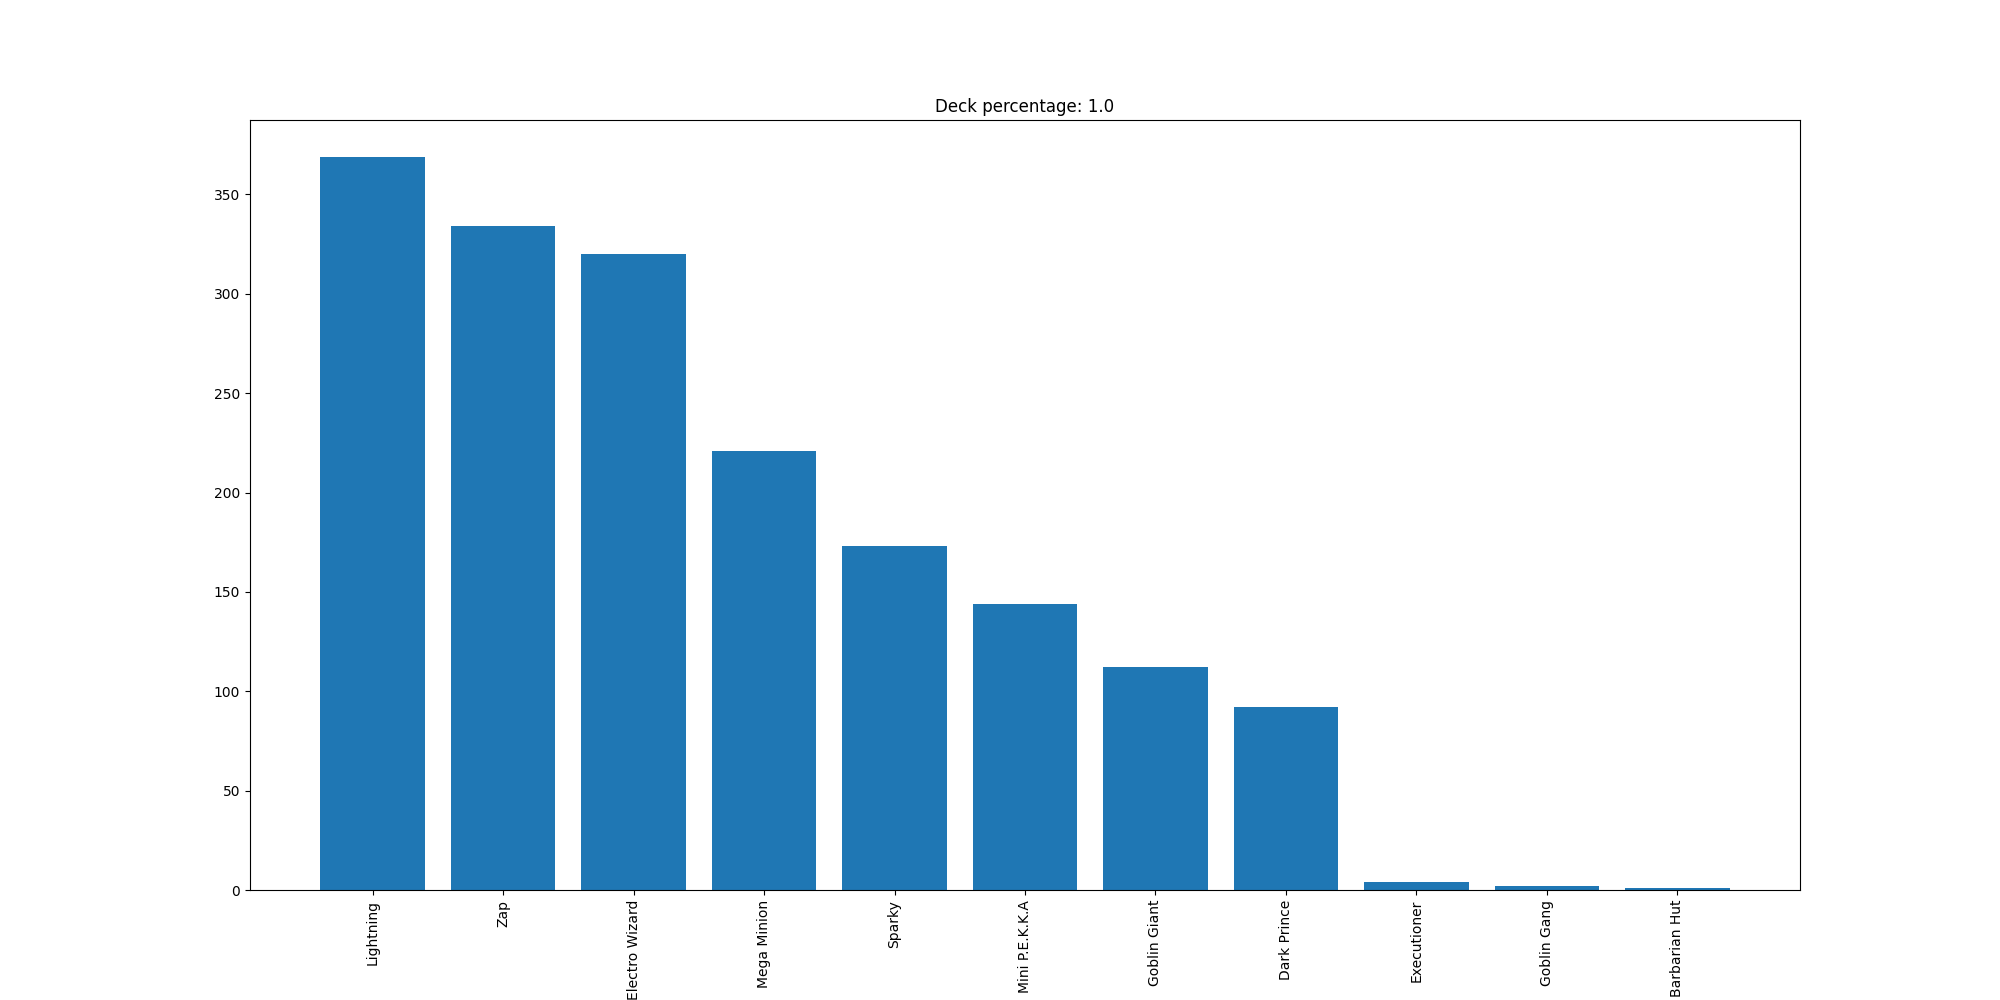 Deck percentage: 1.0
350
300
250
200
150
100
50
0
Lightning
Zap
Electro Wizard
Mega Minion
Sparky
Mini P.E.K.K.A
Goblin Giant
Dark Prince
Executioner
Goblin Gang
Barbarian Hut